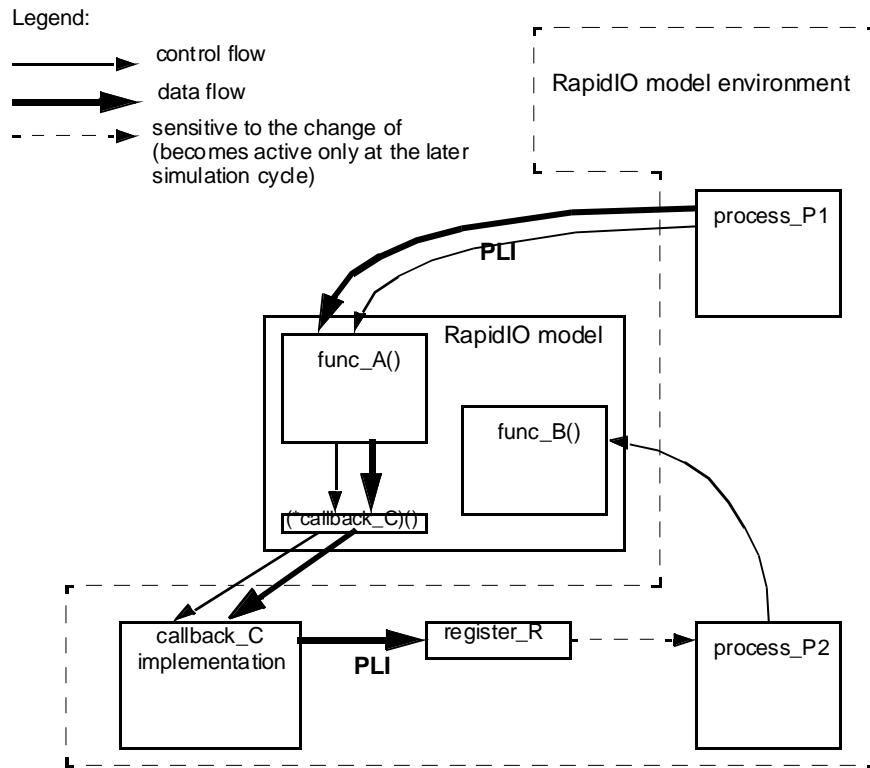 Legend:
control flow
data flow
sensitive to the change of
(becomes active only at the later
simulation cycle)
RapidIO model environment
process_P1
PLI
RapidIO model
func_A()
func_B()
(*callback_C)()
callback_C
implementation
PLI
register_R
process_P2